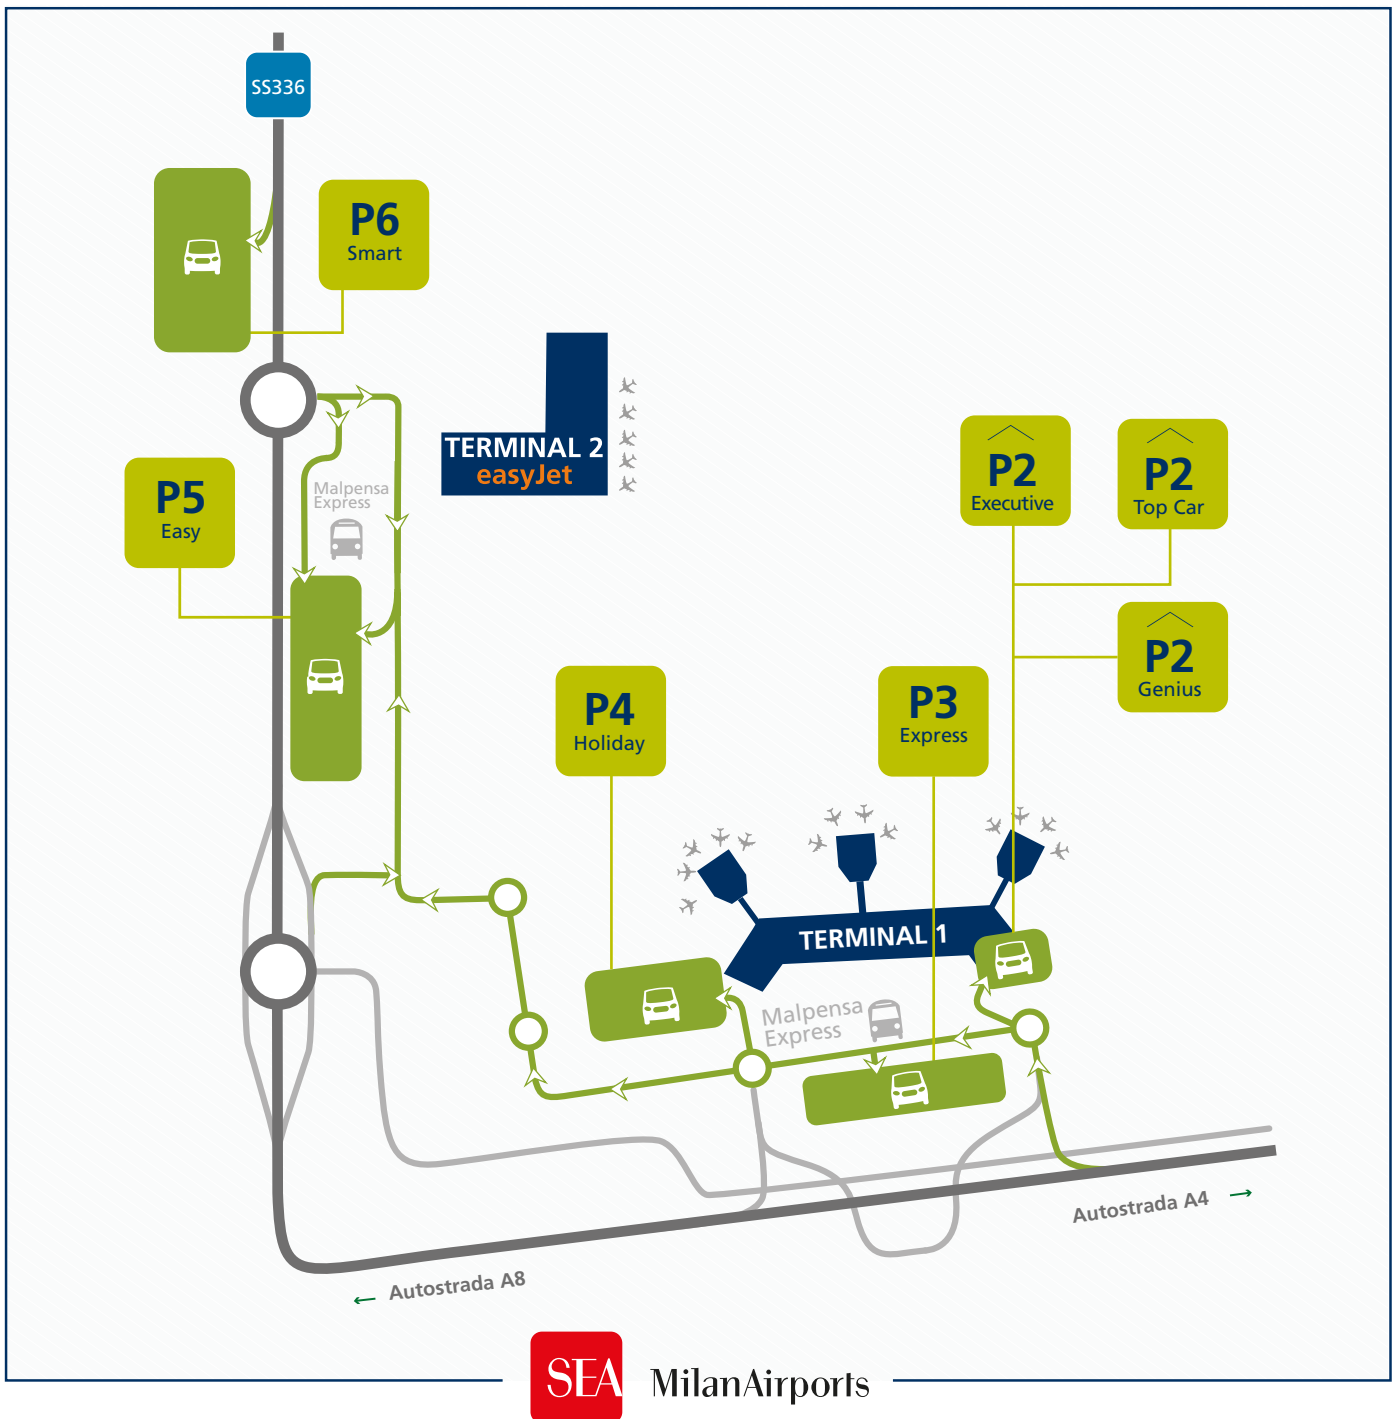 SS336
P6
Smart
TERMINAL 2
easyJet
P5
Easy
Malpensa
Express
P2
Executive
P2
Top Car
P2
Genius
P4
Holiday
P3
Express
TERMINAL 1
Malpensa
Express
Autostrada A4 →
← Autostrada A8
SEA MilanAirports